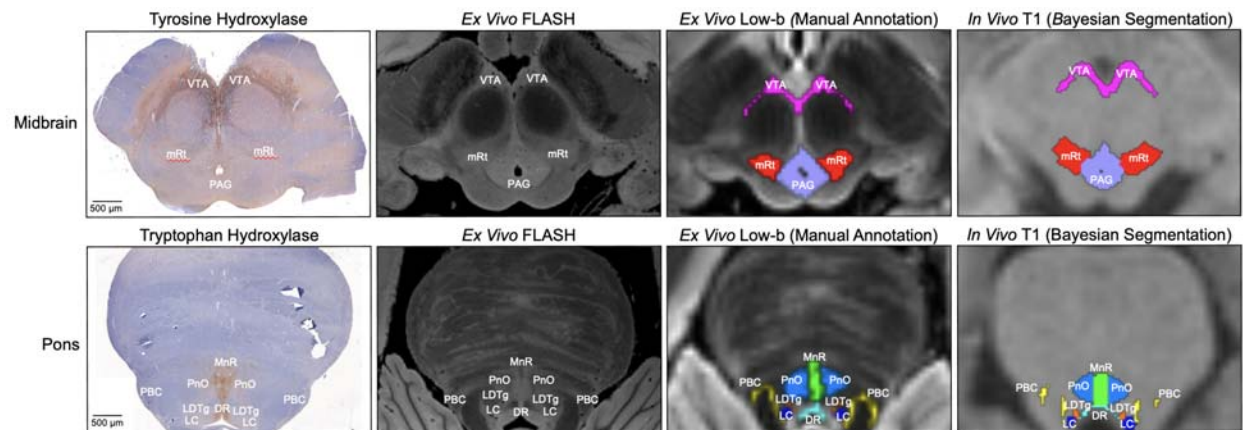 Tyrosine Hydroxylase
Ex Vivo FLASH
Ex Vivo Low-b (Manual Annotation)
In Vivo T1 (Bayesian Segmentation)
Midbrain
VTA VTA
mRt mRt
PAG
500 µm
VTA VTA
mRt mRt
PAG
VTA VTA
mRt mRt
PAG
VTA VTA
mRt mRt
PAG
Tryptophan Hydroxylase
Ex Vivo FLASH
Ex Vivo Low-b (Manual Annotation)
In Vivo T1 (Bayesian Segmentation)
Pons
MnR
PBC PnO PnO PBC
LDTg DR LDTg
LC LC
500 µm
MnR
PnO PnO
PBC LDTg LDTg PBC
LC DR LC
MnR
PBC PnO PnO PBC
LDTg LDTg
LC DR LC
MnR
PBC PnO PnO PBC
LDTg LDTg
LC DR LC